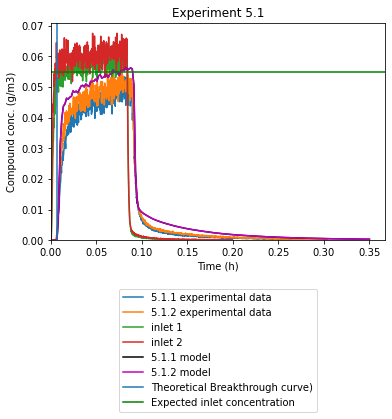 Experiment 5.1
Compound conc. (g/m3)
0.07
0.06
0.05
0.04
0.03
0.02
0.01
0.00
0.00 0.05 0.10 0.15 0.20 0.25 0.30 0.35
Time (h)
5.1.1 experimental data
5.1.2 experimental data
inlet 1
inlet 2
5.1.1 model
5.1.2 model
Theoretical Breakthrough curve)
Expected inlet concentration